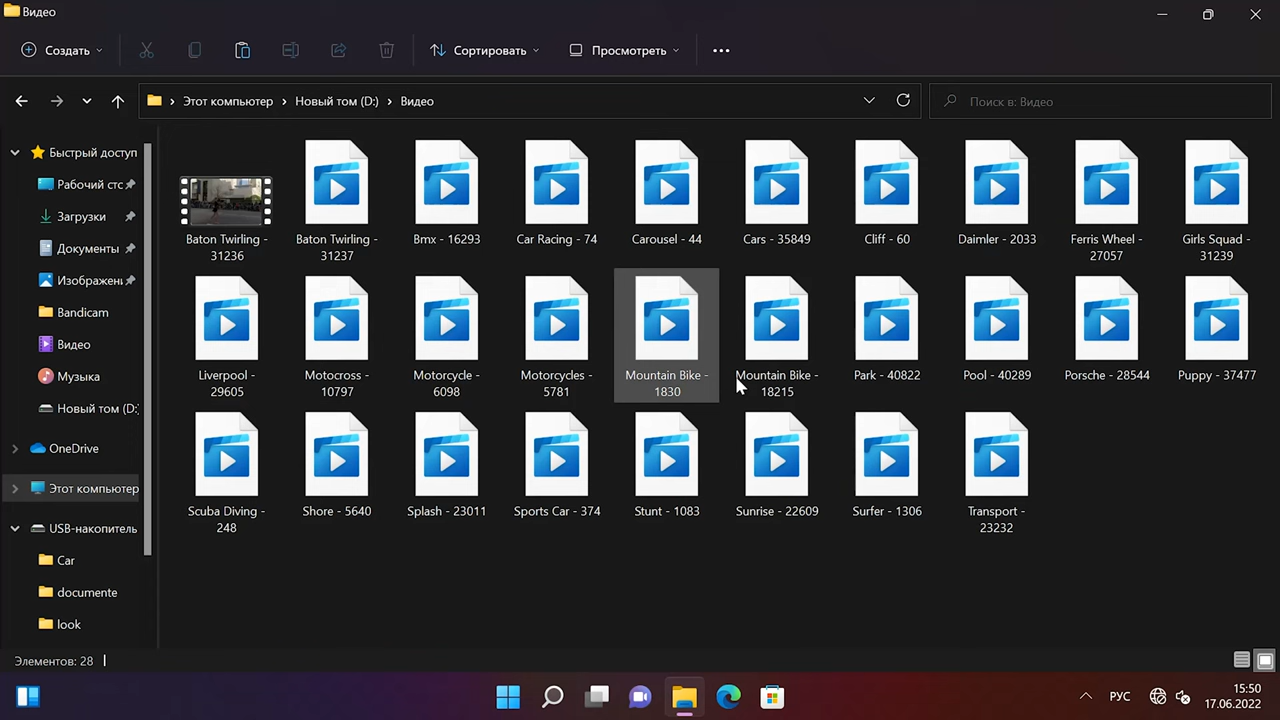 Видео
Создать
Сортировать
Просмотреть
Этот компьютер
Новый том (D:)
Видео
Поиск в: Видео
Быстрый доступ
Рабочий сто
Загрузки
Документы
Изображени
Bandicam
Видео
Музыка
Новый том (D:
OneDrive
Этот компьютер
USB-накопитель
Car
documente
look
Baton Twirling -
31236
Baton Twirling -
31237
Bmx - 16293
Car Racing - 74
Carousel - 44
Cars - 35849
Cliff - 60
Daimler - 2033
Ferris Wheel -
27057
Girls Squad -
31239
Liverpool -
29605
Motocross -
10797
Motorcycle -
6098
Motorcycles -
5781
Mountain Bike -
1830
Mountain Bike -
18215
Park - 40822
Pool - 40289
Porsche - 28544
Puppy - 37477
Scuba Diving -
248
Shore - 5640
Splash - 23011
Sports Car - 374
Stunt - 1083
Sunrise - 22609
Surfer - 1306
Transport -
23232
Элементов: 28
РУС
15:50
17.06.2022